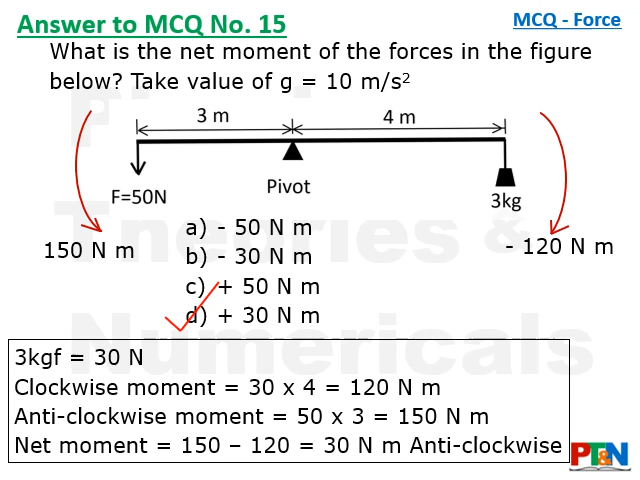 Answer to MCQ No. 15
MCQ - Force
What is the net moment of the forces in the figure
below? Take value of g = 10 m/s²
3 m
4 m
F=50N
Pivot
3kg
150 N m
- 120 N m
a) - 50 N m
b) - 30 N m
c) + 50 N m
d) + 30 N m
3kgf = 30 N
Clockwise moment = 30 x 4 = 120 N m
Anti-clockwise moment = 50 x 3 = 150 N m
Net moment = 150 – 120 = 30 N m Anti-clockwise
PT&N
Theories &
Numericals